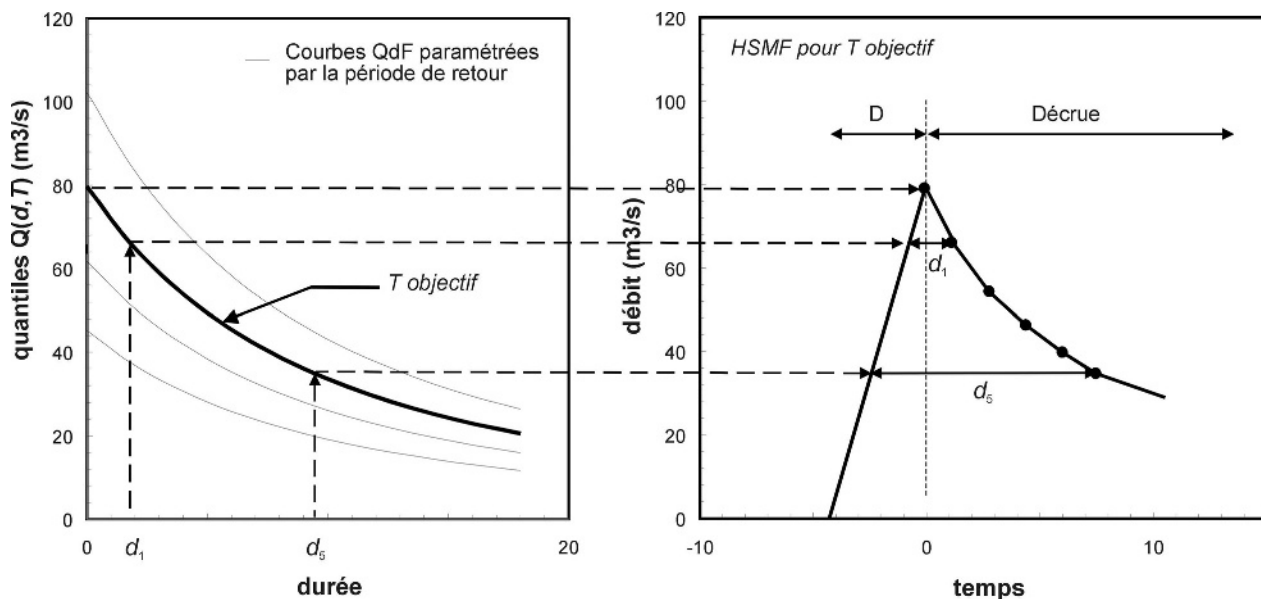 120
100
80
60
40
20
0
quantiles Q(d,T) (m3/s)
Courbes QdF paramétrées
par la période de retour
T objectif
0
d₁
d₅
20
durée
120
100
80
60
40
20
0
débit (m3/s)
HSMF pour T objectif
D
Décrue
d₁
d₅
-10
0
10
temps